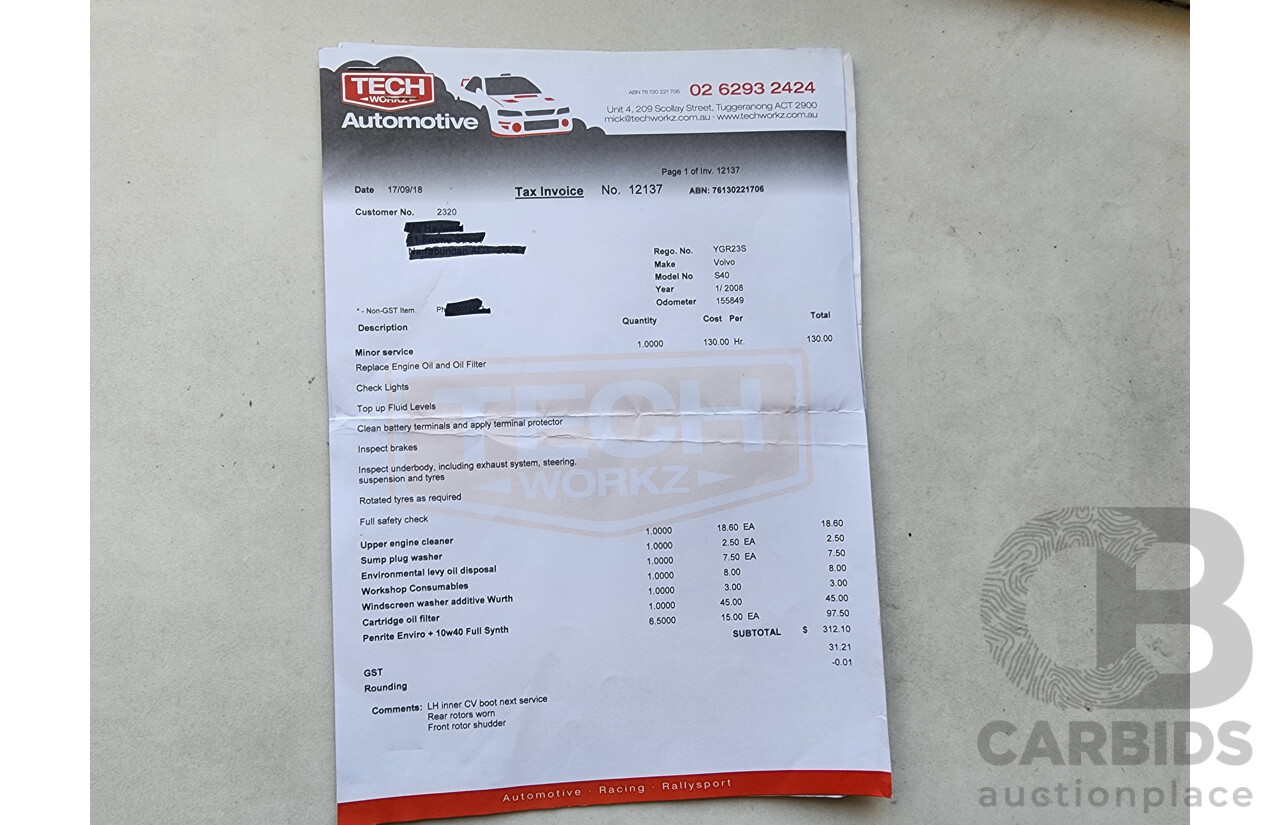 TECH
WORKZ
Automotive
ABN 76 130 221 706 02 6293 2424
Unit 4, 209 Scollay Street, Tuggeranong ACT 2900
mick@techworkz.com.au · www.techworkz.com.au
Page 1 of Inv. 12137
Date 17/09/18 Tax Invoice No. 12137 ABN: 76130221706
Customer No. 2320
Rego. No. YGR23S
Make Volvo
Model No S40
Year 1/ 2008
Odometer 155849
* - Non-GST Item Ph
Description Quantity Cost Per Total
Minor service 1.0000 130.00 Hr. 130.00
Replace Engine Oil and Oil Filter
Check Lights
Top up Fluid Levels
Clean battery terminals and apply terminal protector
Inspect brakes
Inspect underbody, including exhaust system, steering,
suspension and tyres
Rotated tyres as required
Full safety check
TECH
WORKZ
Upper engine cleaner 1.0000 18.60 EA 18.60
Sump plug washer 1.0000 2.50 EA 2.50
Environmental levy oil disposal 1.0000 7.50 EA 7.50
Workshop Consumables 1.0000 8.00 8.00
Windscreen washer additive Wurth 1.0000 3.00 3.00
Cartridge oil filter 1.0000 45.00 45.00
Penrite Enviro + 10w40 Full Synth 6.5000 15.00 EA 97.50
SUBTOTAL $ 312.10
GST 31.21
Rounding -0.01
Comments: LH inner CV boot next service
Rear rotors worn
Front rotor shudder
Automotive · Racing · Rallysport
CB
CARBIDS
auctionplace